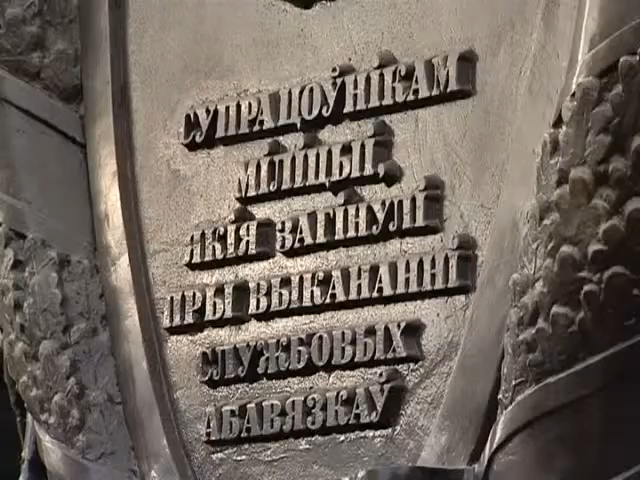 СУПРАЦОЎНІКАМ
МІЛІЦЫІ,
ЯКІЯ ЗАГІНУЛІ
ПРЫ ВЫКАНАННІ
СЛУЖБОВЫХ
АБАВЯЗКАЎ